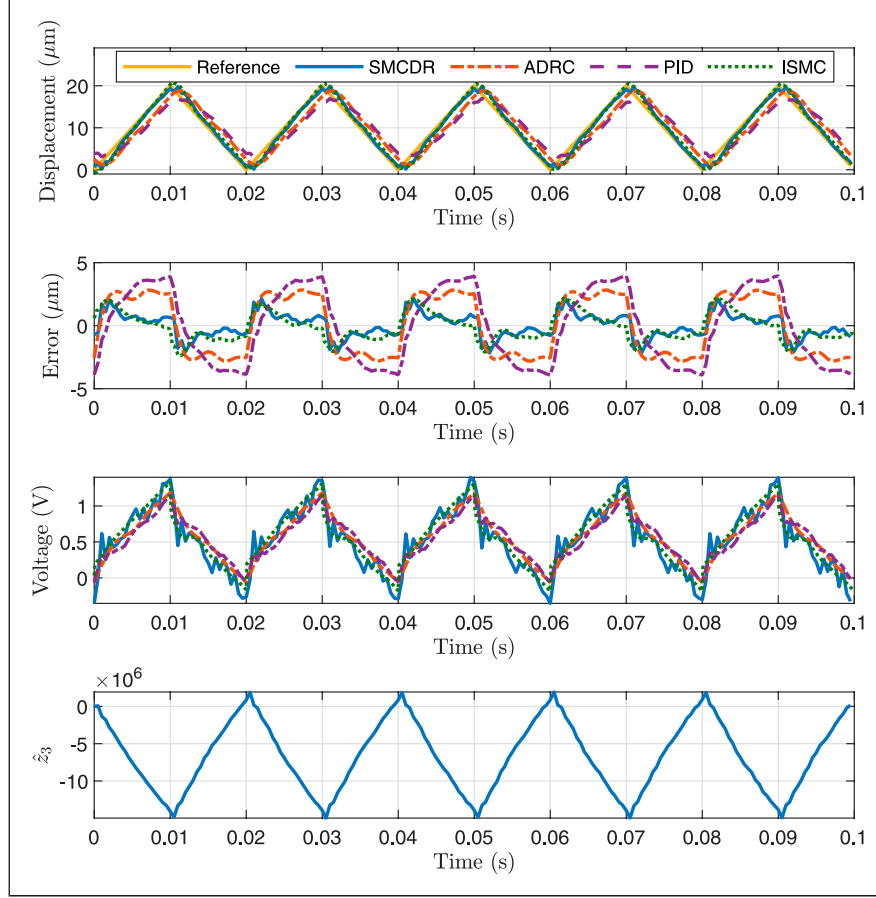 Displacement (μm)
Reference SMCDR ADRC PID ISMC
20
10
0
0 0.01 0.02 0.03 0.04 0.05 0.06 0.07 0.08 0.09 0.1
Time (s)
Error (μm)
5
0
-5
0 0.01 0.02 0.03 0.04 0.05 0.06 0.07 0.08 0.09 0.1
Time (s)
Voltage (V)
1
0.5
0
0 0.01 0.02 0.03 0.04 0.05 0.06 0.07 0.08 0.09 0.1
Time (s)
×10⁶
ẑ₃
0
-5
-10
0 0.01 0.02 0.03 0.04 0.05 0.06 0.07 0.08 0.09 0.1
Time (s)